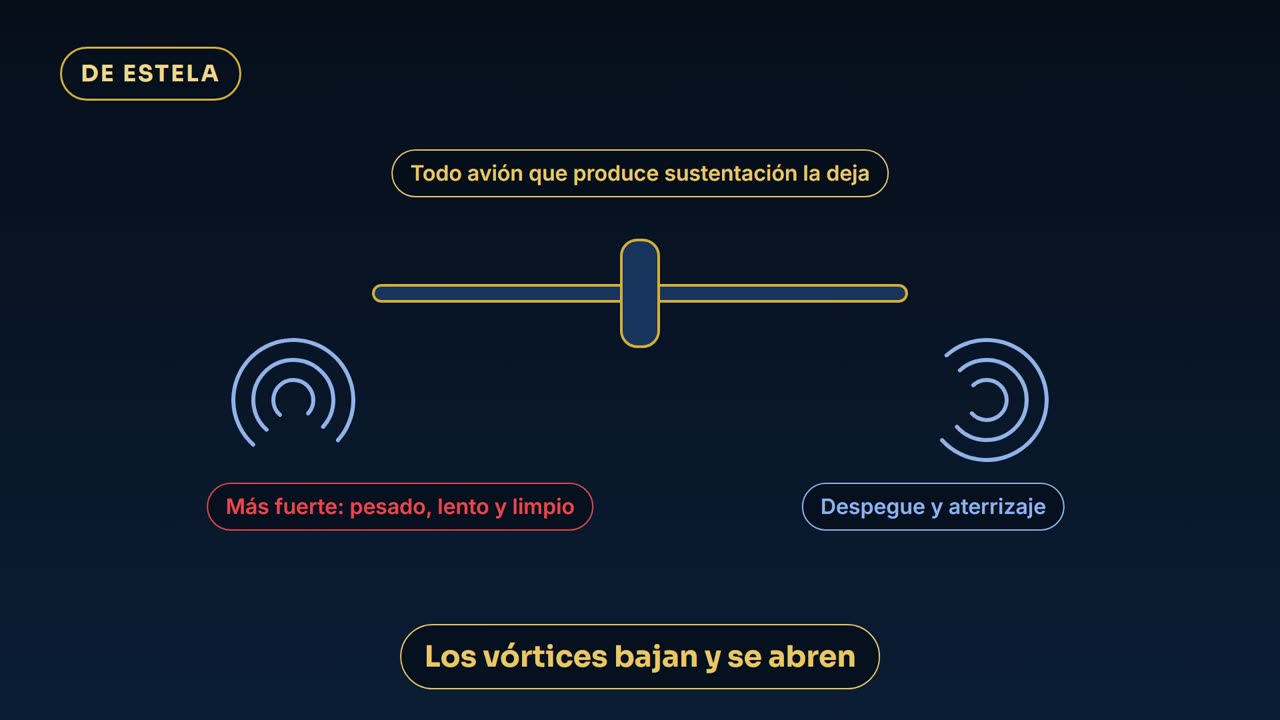 DE ESTELA
Todo avión que produce sustentación la deja
Más fuerte: pesado, lento y limpio
Despegue y aterrizaje
Los vórtices bajan y se abren